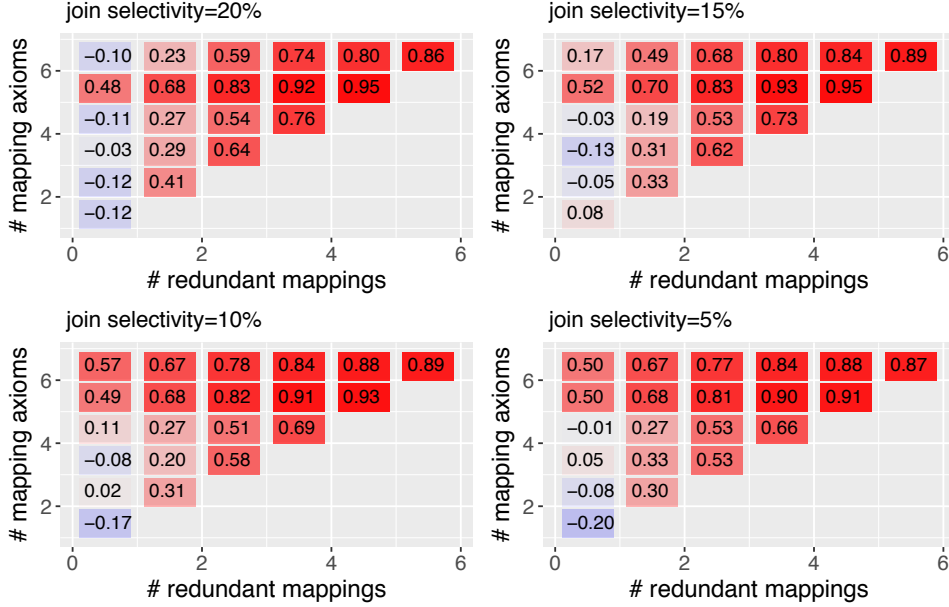 join selectivity=20%
# mapping axioms
−0.10 0.23 0.59 0.74 0.80 0.86
6
0.48 0.68 0.83 0.92 0.95
−0.11 0.27 0.54 0.76
4
−0.03 0.29 0.64
−0.12 0.41
2
−0.12
0 2 4 6
# redundant mappings
join selectivity=15%
# mapping axioms
0.17 0.49 0.68 0.80 0.84 0.89
6
0.52 0.70 0.83 0.93 0.95
−0.03 0.19 0.53 0.73
4
−0.13 0.31 0.62
−0.05 0.33
2
0.08
0 2 4 6
# redundant mappings
join selectivity=10%
# mapping axioms
0.57 0.67 0.78 0.84 0.88 0.89
6
0.49 0.68 0.82 0.91 0.93
0.11 0.27 0.51 0.69
4
−0.08 0.20 0.58
0.02 0.31
2
−0.17
0 2 4 6
# redundant mappings
join selectivity=5%
# mapping axioms
0.50 0.67 0.77 0.84 0.88 0.87
6
0.50 0.68 0.81 0.90 0.91
−0.01 0.27 0.53 0.66
4
0.05 0.33 0.53
−0.08 0.30
2
−0.20
0 2 4 6
# redundant mappings